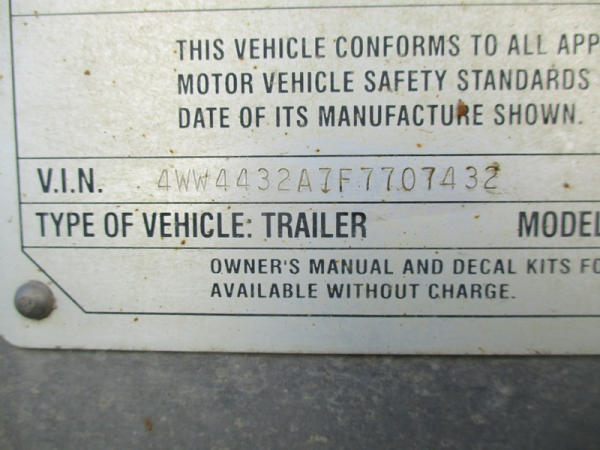 THIS VEHICLE CONFORMS TO ALL APP
MOTOR VEHICLE SAFETY STANDARDS
DATE OF ITS MANUFACTURE SHOWN.
V.I.N. 4WW4432A7F7707432
TYPE OF VEHICLE: TRAILER MODEL
OWNER'S MANUAL AND DECAL KITS FO
AVAILABLE WITHOUT CHARGE.